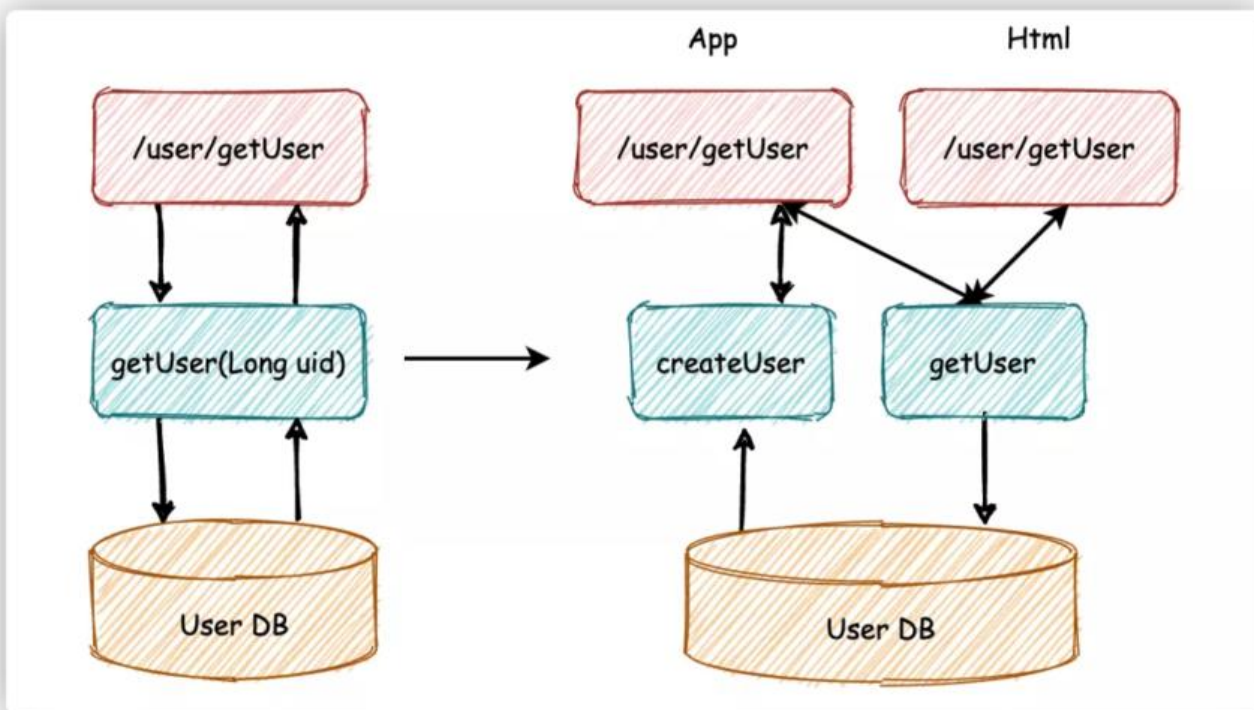 App
Html
/user/getUser
/user/getUser
/user/getUser
getUser(Long uid)
createUser
getUser
User DB
User DB